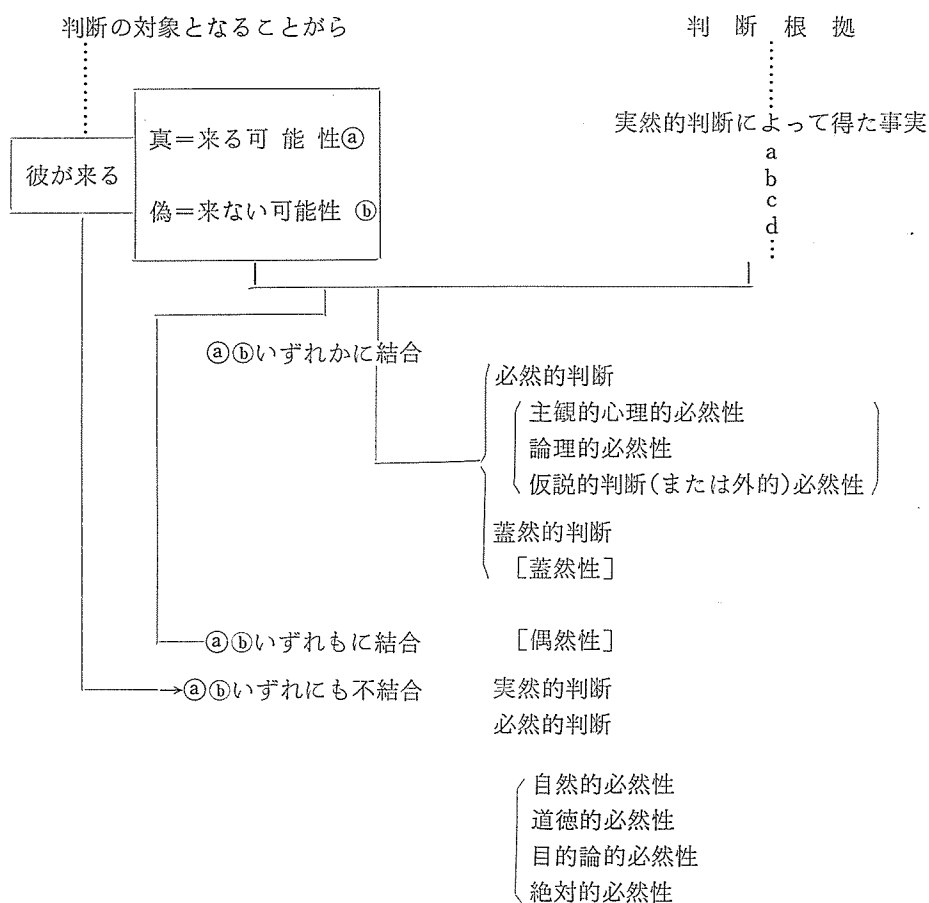 判断の対象となることがら
判断根拠
実然的判断によって得た事実
a
b
c
d
彼が来る
真＝来る可能性ⓐ
偽＝来ない可能性ⓑ
ⓐⓑいずれかに結合
必然的判断
主観的心理的必然性
論理的必然性
仮説的判断(または外的)必然性
蓋然的判断
［蓋然性］
ⓐⓑいずれもに結合 ［偶然性］
ⓐⓑいずれにも不結合 実然的判断
必然的判断
自然的必然性
道徳的必然性
目的論的必然性
絶対的必然性